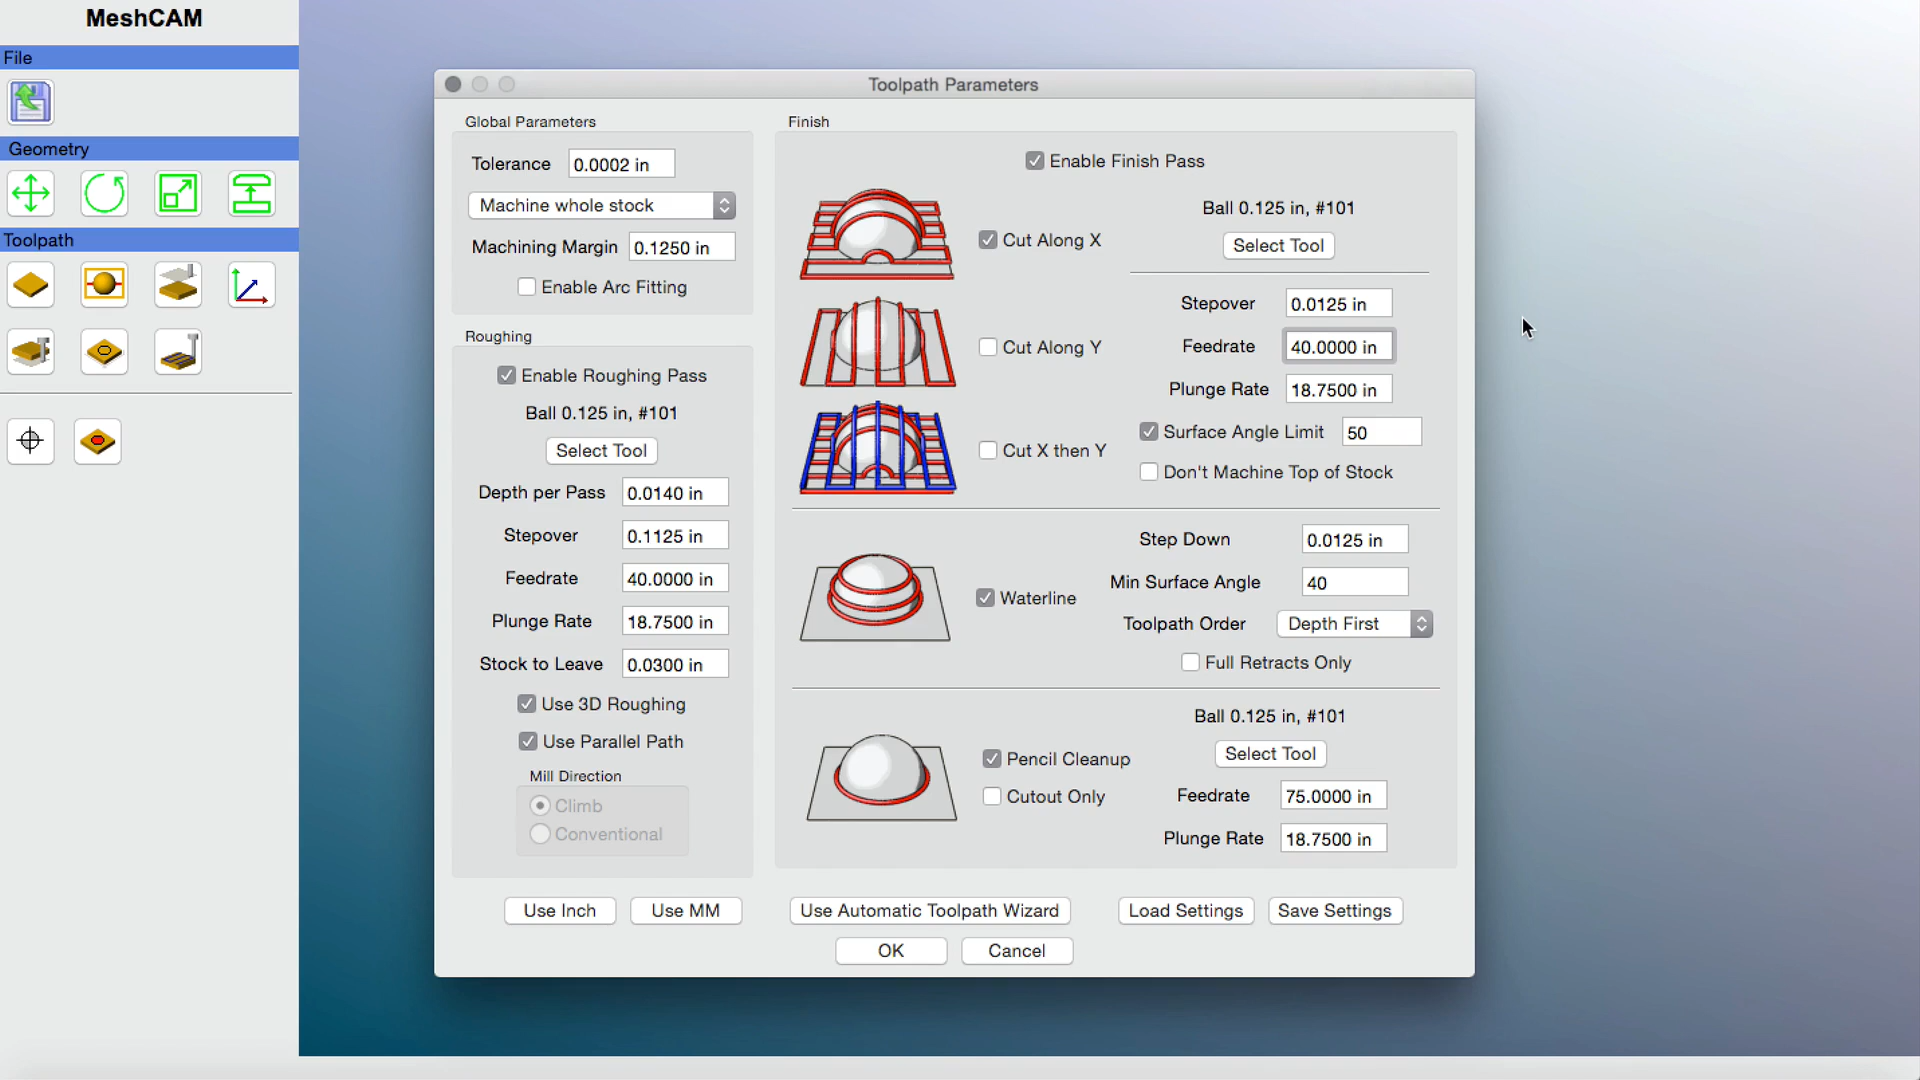 MeshCAM
File
Geometry
Toolpath
Toolpath Parameters
Global Parameters
Tolerance 0.0002 in
Machine whole stock
Machining Margin 0.1250 in
Enable Arc Fitting
Roughing
Enable Roughing Pass
Ball 0.125 in, #101
Select Tool
Depth per Pass 0.0140 in
Stepover 0.1125 in
Feedrate 40.0000 in
Plunge Rate 18.7500 in
Stock to Leave 0.0300 in
Use 3D Roughing
Use Parallel Path
Mill Direction
Climb
Conventional
Finish
Enable Finish Pass
Cut Along X
Cut Along Y
Cut X then Y
Ball 0.125 in, #101
Select Tool
Stepover 0.0125 in
Feedrate 40.0000 in
Plunge Rate 18.7500 in
Surface Angle Limit 50
Don't Machine Top of Stock
Waterline
Step Down 0.0125 in
Min Surface Angle 40
Toolpath Order Depth First
Full Retracts Only
Pencil Cleanup
Cutout Only
Ball 0.125 in, #101
Select Tool
Feedrate 75.0000 in
Plunge Rate 18.7500 in
Use Inch Use MM Use Automatic Toolpath Wizard Load Settings Save Settings
OK Cancel